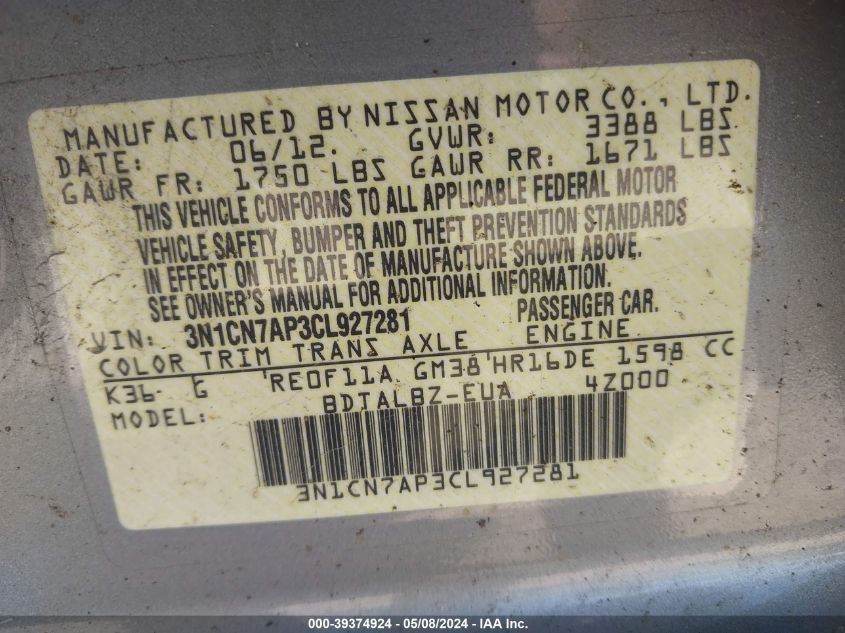 MANUFACTURED BY NISSAN MOTOR CO., LTD.
DATE: 06/12. GVWR: 3388 LBS
GAWR FR: 1750 LBS GAWR RR: 1671 LBS
THIS VEHICLE CONFORMS TO ALL APPLICABLE FEDERAL MOTOR
VEHICLE SAFETY, BUMPER AND THEFT PREVENTION STANDARDS
IN EFFECT ON THE DATE OF MANUFACTURE SHOWN ABOVE.
SEE OWNER'S MANUAL FOR ADDITIONAL INFORMATION.
VIN: 3N1CN7AP3CL927281 PASSENGER CAR.
COLOR TRIM TRANS AXLE ENGINE
K36- G RE0F11A GM38 HR16DE 1598 CC
MODEL: BDTALBZ-EUA 4Z000
3N1CN7AP3CL927281
000-39374924 / 05/08/2024 - IAA Inc.